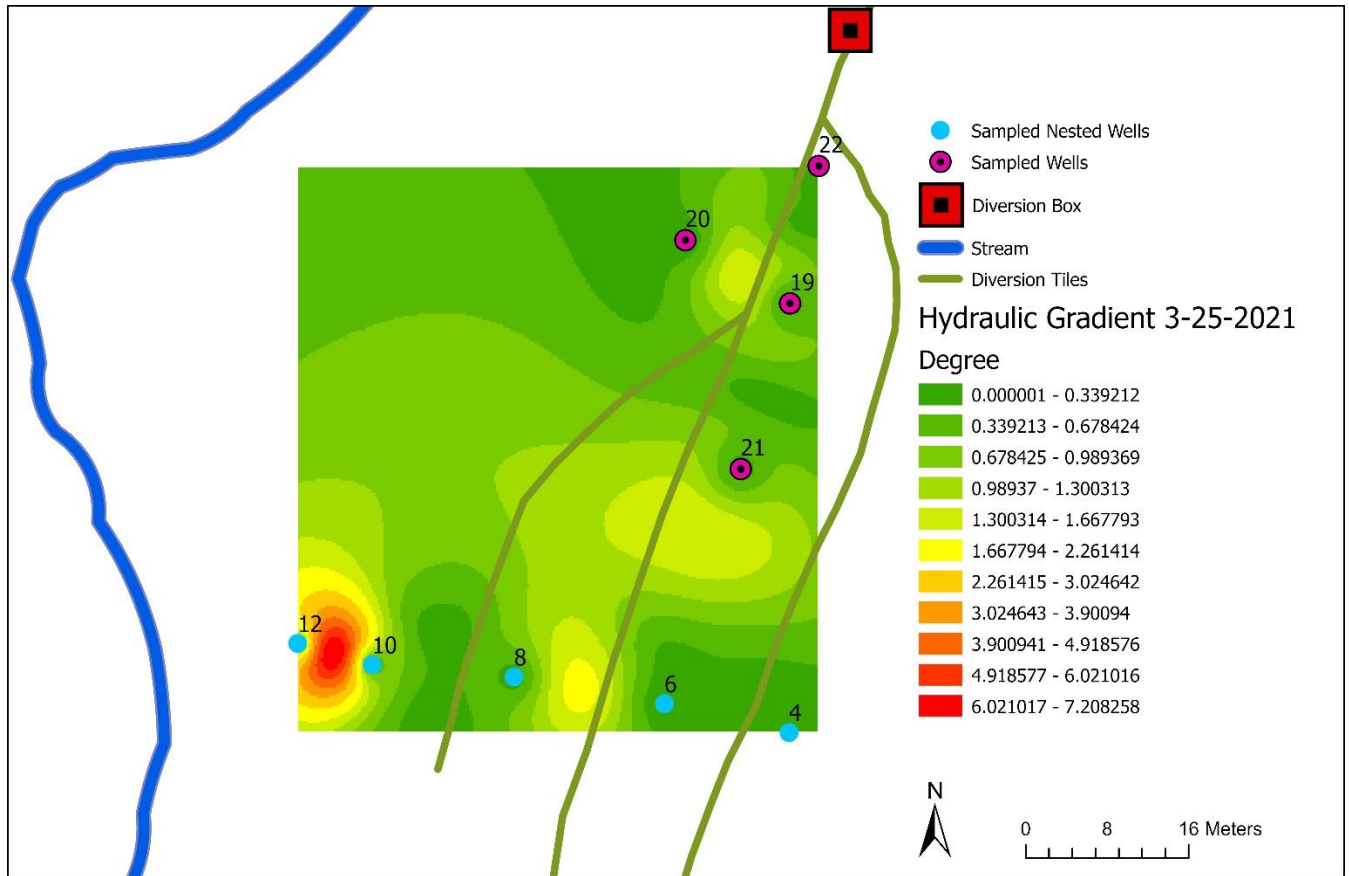 22
20
19
21
12
10
8
6
4
Sampled Nested Wells
Sampled Wells
Diversion Box
Stream
Diversion Tiles
Hydraulic Gradient 3-25-2021
Degree
0.000001 - 0.339212
0.339213 - 0.678424
0.678425 - 0.989369
0.98937 - 1.300313
1.300314 - 1.667793
1.667794 - 2.261414
2.261415 - 3.024642
3.024643 - 3.90094
3.900941 - 4.918576
4.918577 - 6.021016
6.021017 - 7.208258
N
0 8 16 Meters